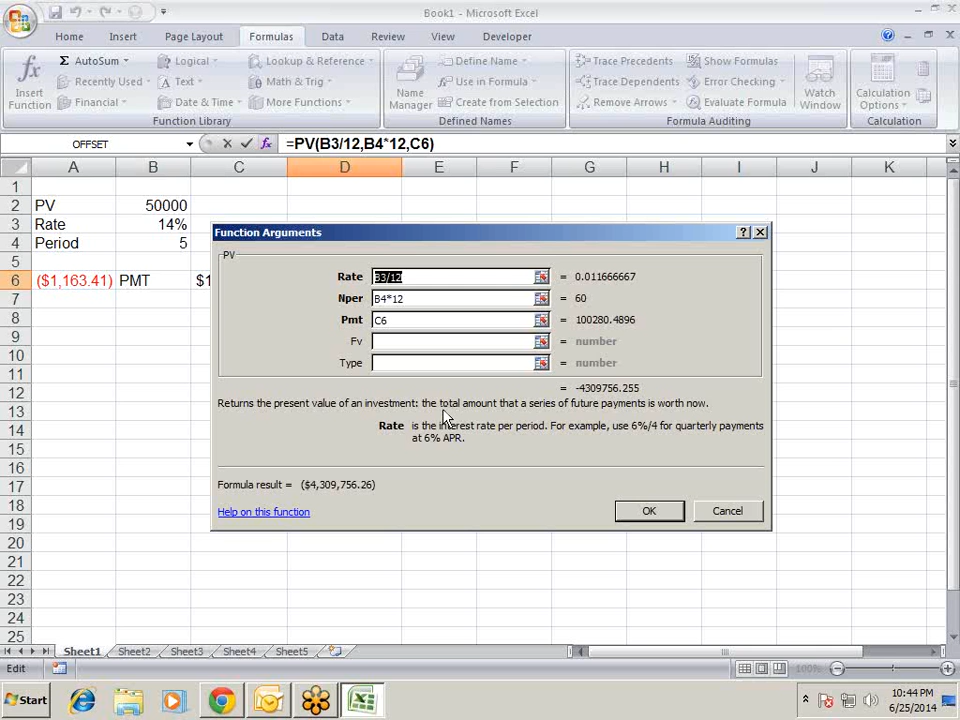 Book1 - Microsoft Excel
Home Insert Page Layout Formulas Data Review View Developer
fx Insert Function
Σ AutoSum
Recently Used
Financial
Logical
Text
Date & Time
Lookup & Reference
Math & Trig
More Functions
Function Library
Name Manager
Define Name
Use in Formula
Create from Selection
Defined Names
Trace Precedents
Trace Dependents
Remove Arrows
Show Formulas
Error Checking
Evaluate Formula
Formula Auditing
Watch Window
Calculation Options
Calculation
OFFSET fx =PV(B3/12,B4*12,C6)
A B C D E F G H I J K
1
2 PV 50000
3 Rate 14%
4 Period 5
5
6 ($1,163.41) PMT $1
7
8
9
10
11
12
13
14
15
16
17
18
19
20
21
22
23
24
25
Function Arguments ?
PV
Rate B3/12 = 0.011666667
Nper B4*12 = 60
Pmt C6 = 100280.4896
Fv = number
Type = number
= -4309756.255
Returns the present value of an investment: the total amount that a series of future payments is worth now.
Rate is the interest rate per period. For example, use 6%/4 for quarterly payments
at 6% APR.
Formula result = ($4,309,756.26)
Help on this function OK Cancel
Sheet1 Sheet2 Sheet3 Sheet4 Sheet5
Edit 100%
Start
10:44 PM
6/25/2014